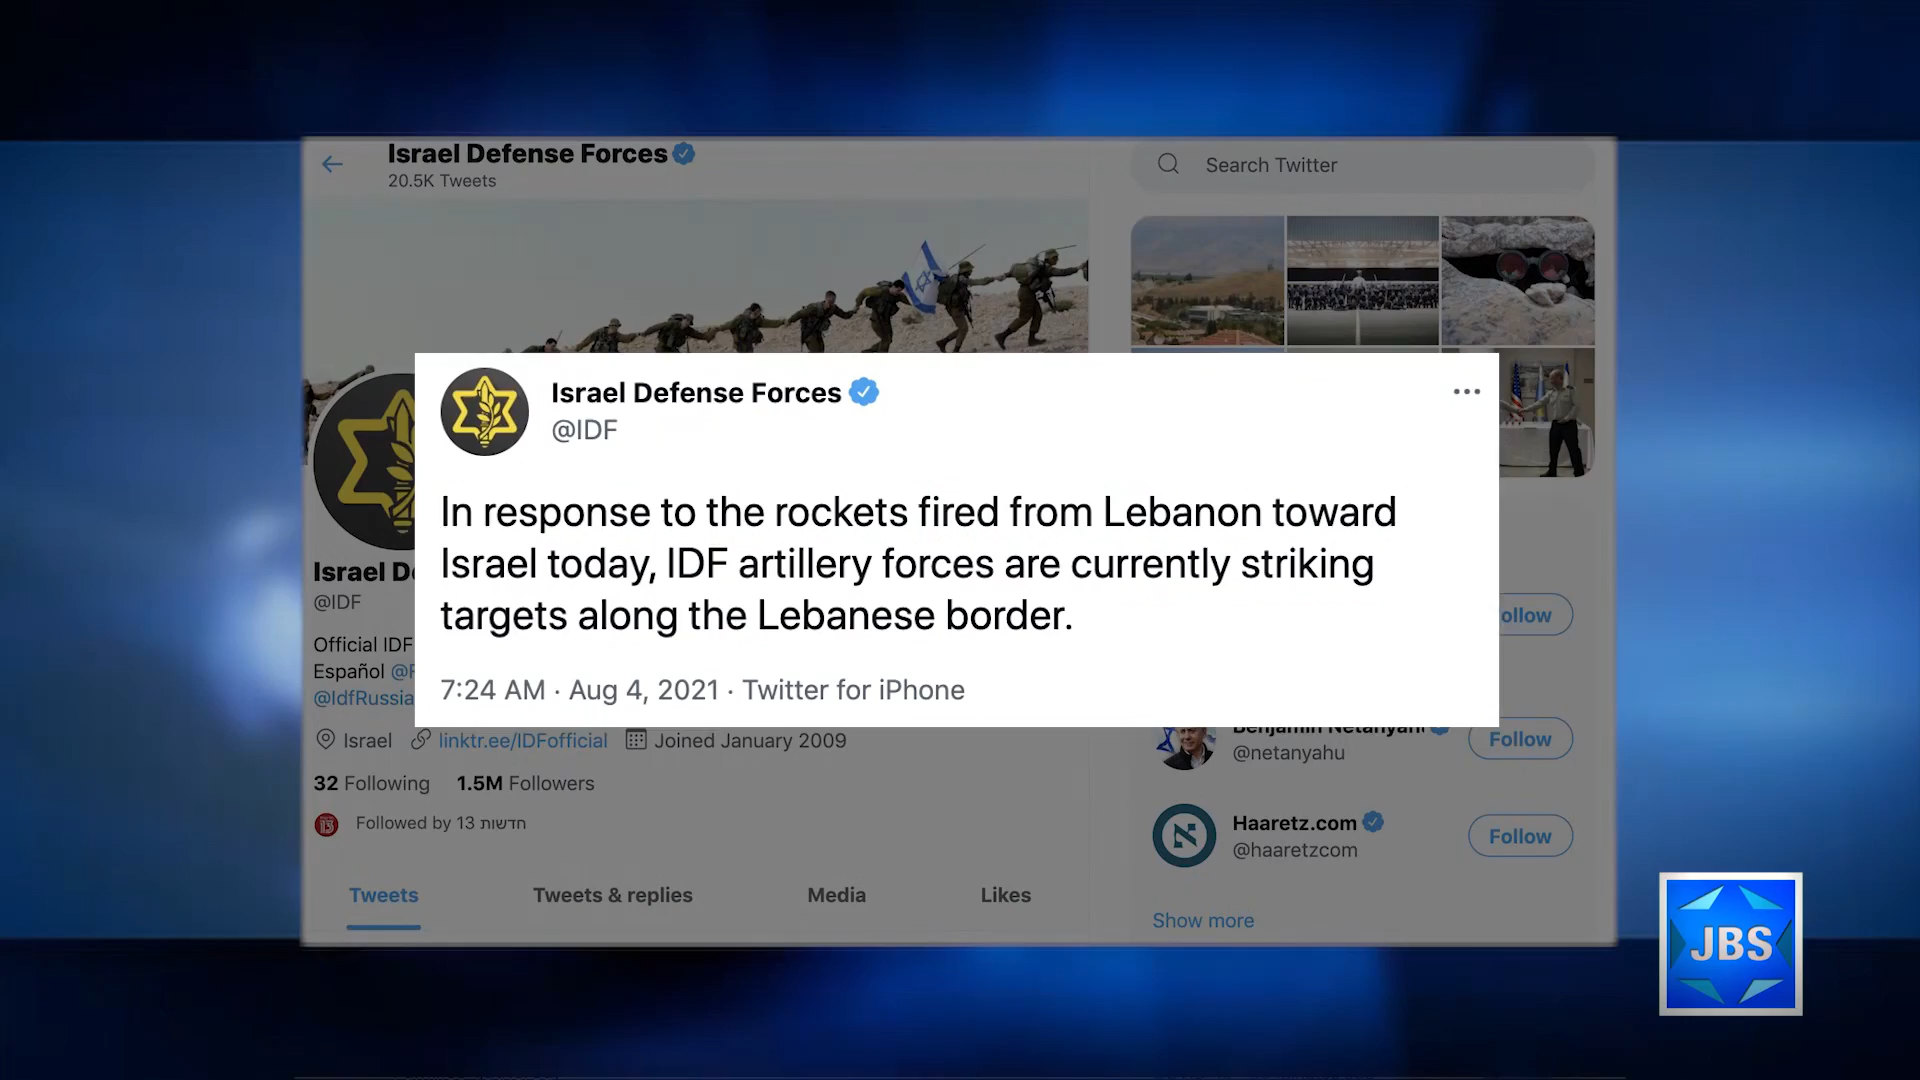 Israel Defense Forces
20.5K Tweets
Search Twitter
Israel Defense Forces
@IDF
In response to the rockets fired from Lebanon toward
Israel today, IDF artillery forces are currently striking
targets along the Lebanese border.
7:24 AM · Aug 4, 2021 · Twitter for iPhone
Israel
@IDF
Official IDF
Español
@IdfRussia
Israel linktr.ee/IDFofficial Joined January 2009
32 Following 1.5M Followers
Followed by 13 חדשות
Tweets Tweets & replies Media Likes
ollow
Benjamin Netanyahu
@netanyahu
Follow
Haaretz.com
@haaretzcom
Follow
Show more
JBS